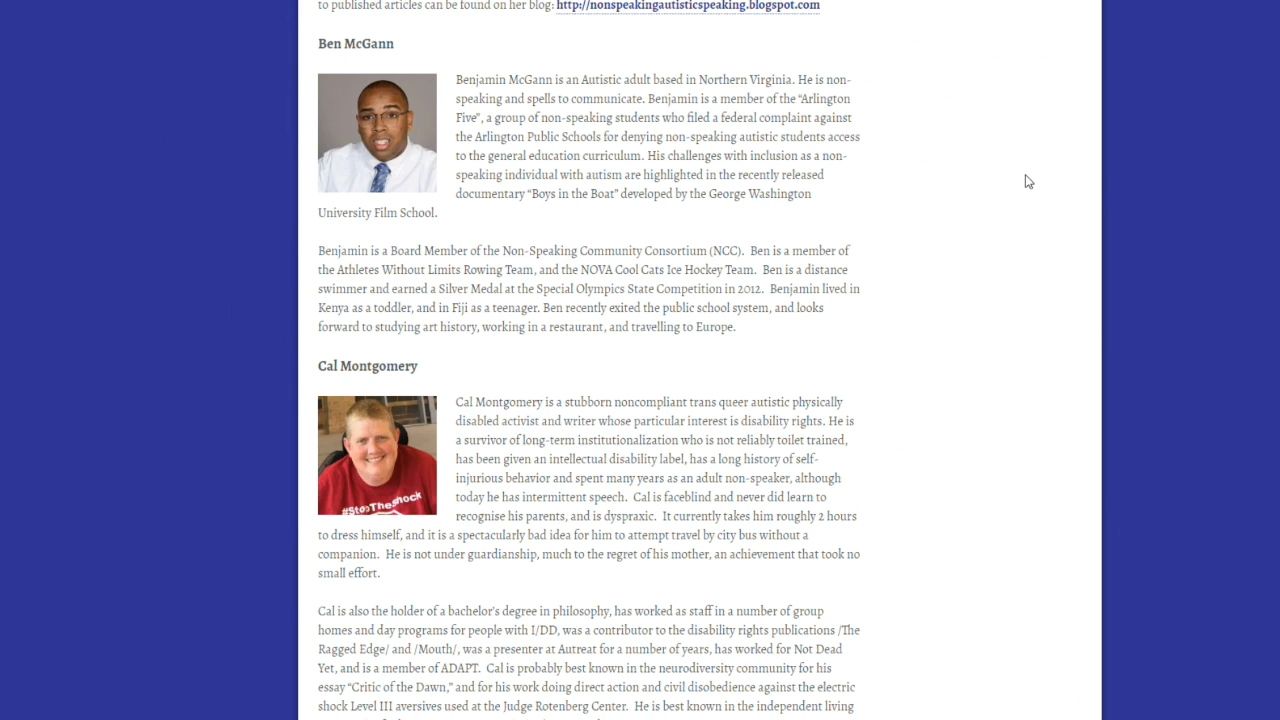 to published articles can be found on her blog: http://nonspeakingautisticspeaking.blogspot.com
Ben McGann
Benjamin McGann is an Autistic adult based in Northern Virginia. He is non-
speaking and spells to communicate. Benjamin is a member of the “Arlington
Five”, a group of non-speaking students who filed a federal complaint against
the Arlington Public Schools for denying non-speaking autistic students access
to the general education curriculum. His challenges with inclusion as a non-
speaking individual with autism are highlighted in the recently released
documentary “Boys in the Boat” developed by the George Washington
University Film School.
Benjamin is a Board Member of the Non-Speaking Community Consortium (NCC). Ben is a member of
the Athletes Without Limits Rowing Team, and the NOVA Cool Cats Ice Hockey Team. Ben is a distance
swimmer and earned a Silver Medal at the Special Olympics State Competition in 2012. Benjamin lived in
Kenya as a toddler, and in Fiji as a teenager. Ben recently exited the public school system, and looks
forward to studying art history, working in a restaurant, and travelling to Europe.
Cal Montgomery
Cal Montgomery is a stubborn noncompliant trans queer autistic physically
disabled activist and writer whose particular interest is disability rights. He is
a survivor of long-term institutionalization who is not reliably toilet trained,
has been given an intellectual disability label, has a long history of self-
injurious behavior and spent many years as an adult non-speaker, although
today he has intermittent speech. Cal is faceblind and never did learn to
recognise his parents, and is dyspraxic. It currently takes him roughly 2 hours
#StopTheshock
to dress himself, and it is a spectacularly bad idea for him to attempt travel by city bus without a
companion. He is not under guardianship, much to the regret of his mother, an achievement that took no
small effort.
Cal is also the holder of a bachelor's degree in philosophy, has worked as staff in a number of group
homes and day programs for people with I/DD, was a contributor to the disability rights publications /The
Ragged Edge/ and /Mouth/, was a presenter at Autreat for a number of years, has worked for Not Dead
Yet, and is a member of ADAPT. Cal is probably best known in the neurodiversity community for his
essay “Critic of the Dawn,” and for his work doing direct action and civil disobedience against the electric
shock Level III aversives used at the Judge Rotenberg Center. He is best known in the independent living